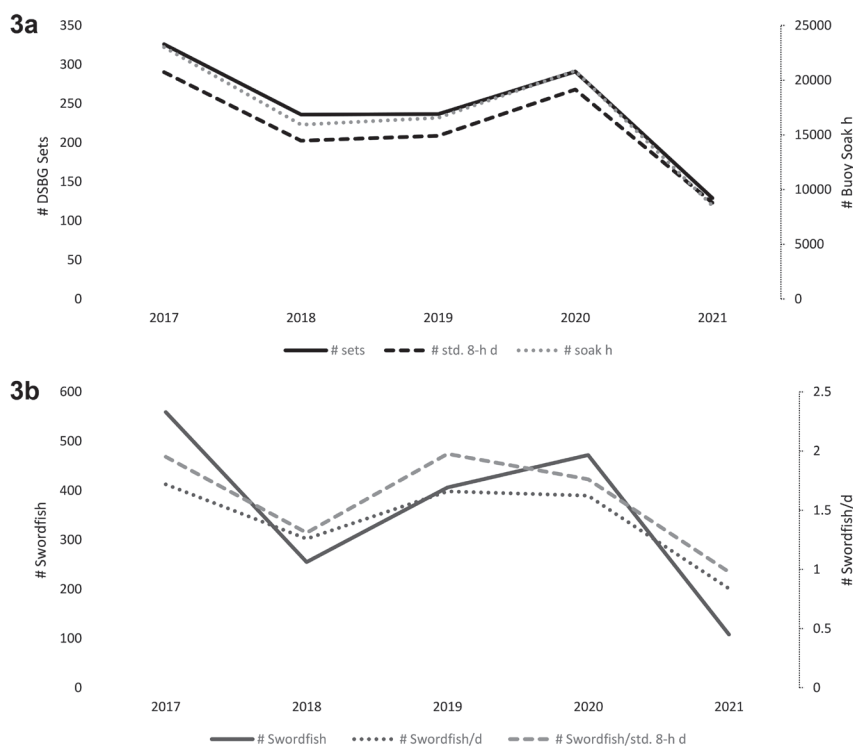 3a
350
300
250
200
150
100
50
0
# DSBG Sets
25000
20000
15000
10000
5000
0
# Buoy Soak h
2017 2018 2019 2020 2021
# sets # std. 8-h d # soak h
3b
600
500
400
300
200
100
0
# Swordfish
2.5
2
1.5
1
0.5
0
# Swordfish/d
2017 2018 2019 2020 2021
# Swordfish # Swordfish/d # Swordfish/std. 8-h d